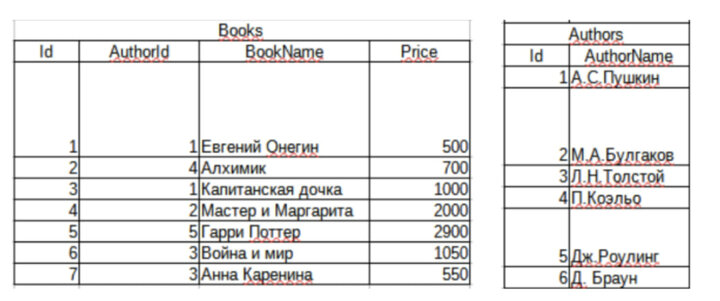 Books
Id AuthorId BookName Price
1 1 Евгений Онегин 500
2 4 Алхимик 700
3 1 Капитанская дочка 1000
4 2 Мастер и Маргарита 2000
5 5 Гарри Поттер 2900
6 3 Война и мир 1050
7 3 Анна Каренина 550
Authors
Id AuthorName
1 А.С.Пушкин
2 М.А.Булгаков
3 Л.Н.Толстой
4 П.Коэльо
5 Дж.Роулинг
6 Д. Браун